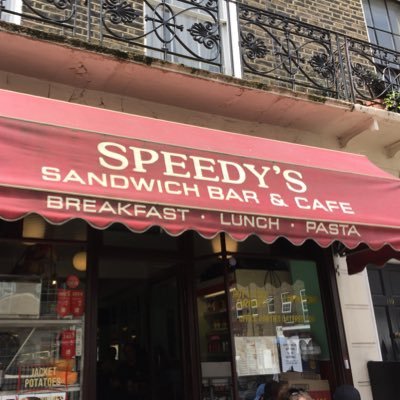 SPEEDY'S
SANDWICH BAR & CAFE
BREAKFAST · LUNCH · PASTA
JACKET
POTATOES